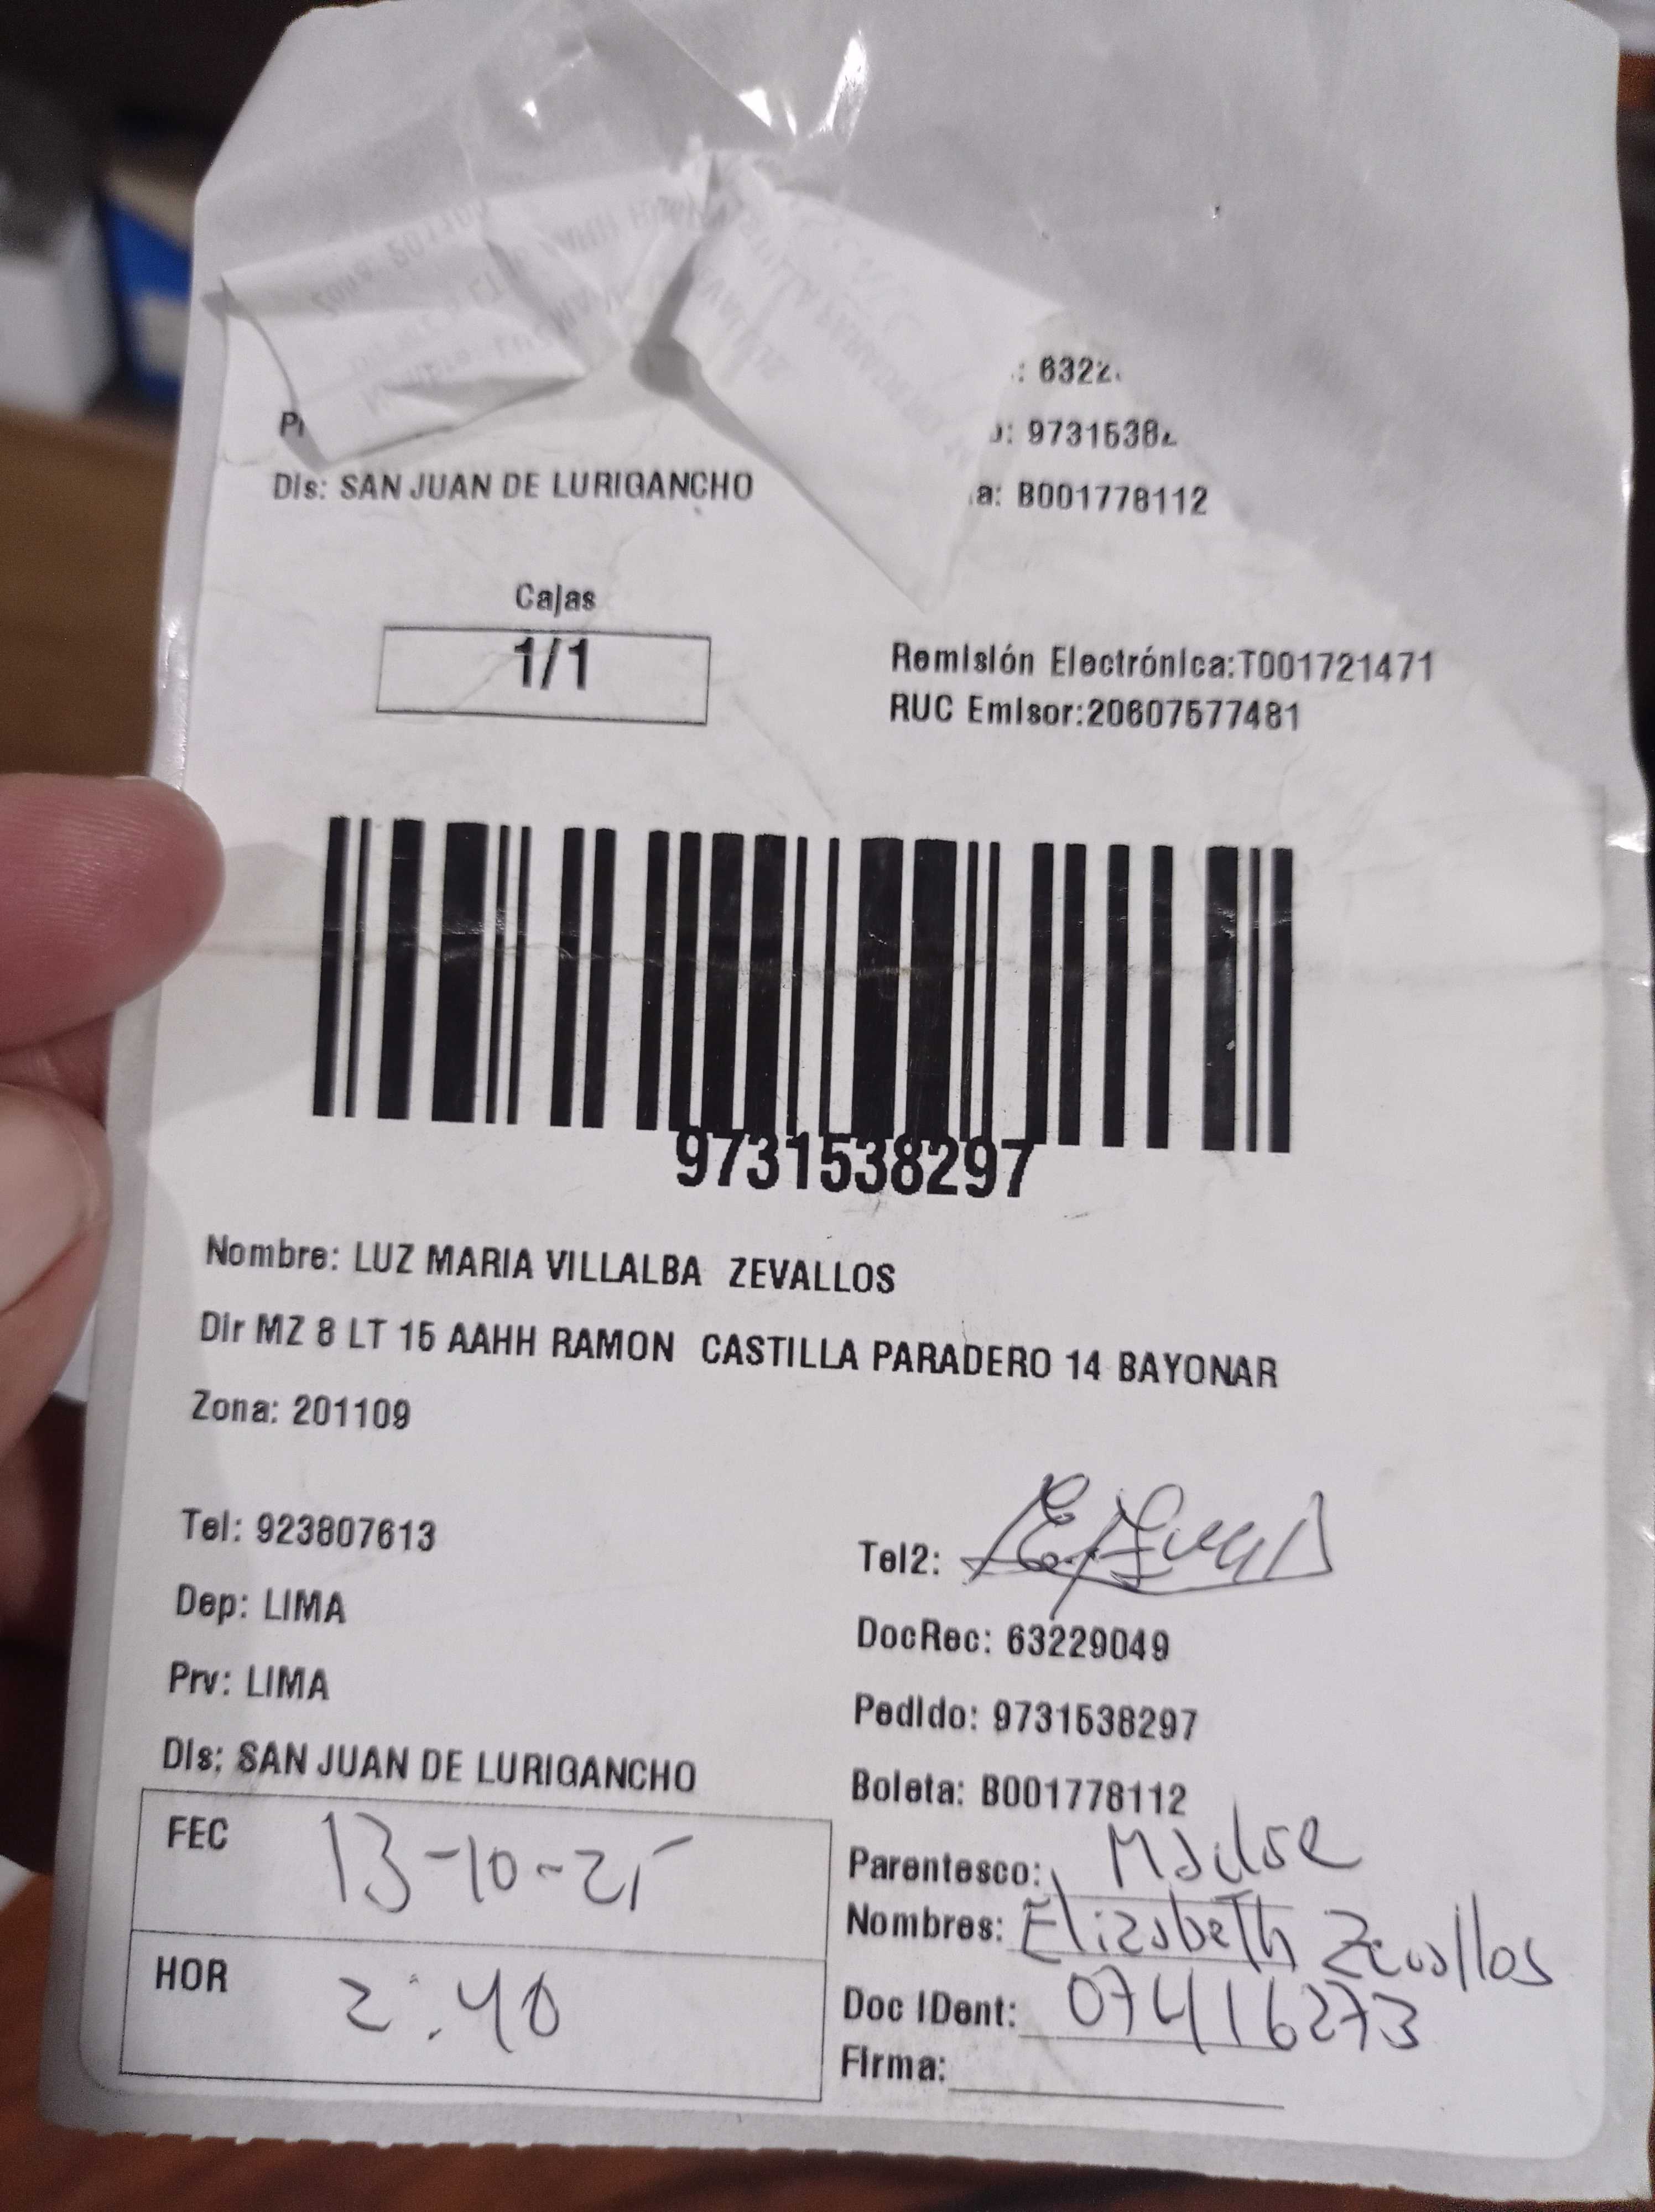 : 6322
: 97315382
Dis: SAN JUAN DE LURIGANCHO
a: B001778112
Cajas
1/1
Remisión Electrónica:T001721471
RUC Emisor:20607577481
9731538297
Nombre: LUZ MARIA VILLALBA ZEVALLOS
Dir MZ 8 LT 15 AAHH RAMON CASTILLA PARADERO 14 BAYONAR
Zona: 201109
Tel: 923807613
Tel2:
Dep: LIMA
DocRec: 63229049
Prv: LIMA
Pedido: 9731538297
Dis: SAN JUAN DE LURIGANCHO
Boleta: B001778112
FEC 13-10-25
Parentesco: Madre
Nombres: Elizabeth Zevallos
HOR 2:40
Doc IDent: 07416273
Firma: